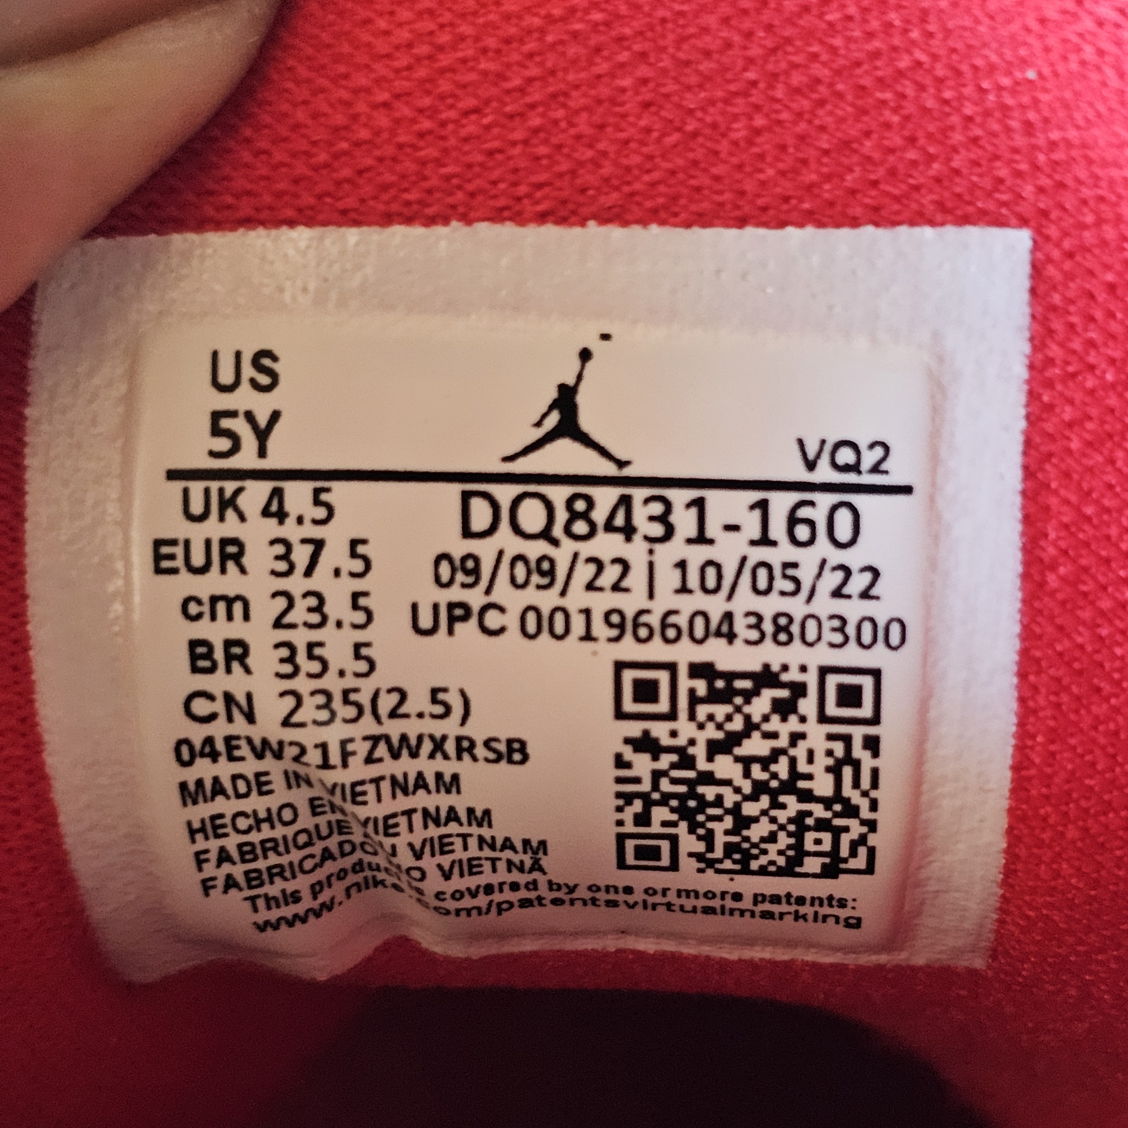 US
5Y
VQ2
UK 4.5
EUR 37.5
cm 23.5
BR 35.5
CN 235(2.5)
DQ8431-160
09/09/22 | 10/05/22
UPC 00196604380300
04EW21FZWXRSB
MADE IN VIETNAM
HECHO EN VIETNAM
FABRIQUE VIETNAM
FABRICADO VIETNAM
VIETNÃ
This product covered by one or more patents:
www.nike.com/patentsvirtualmarking